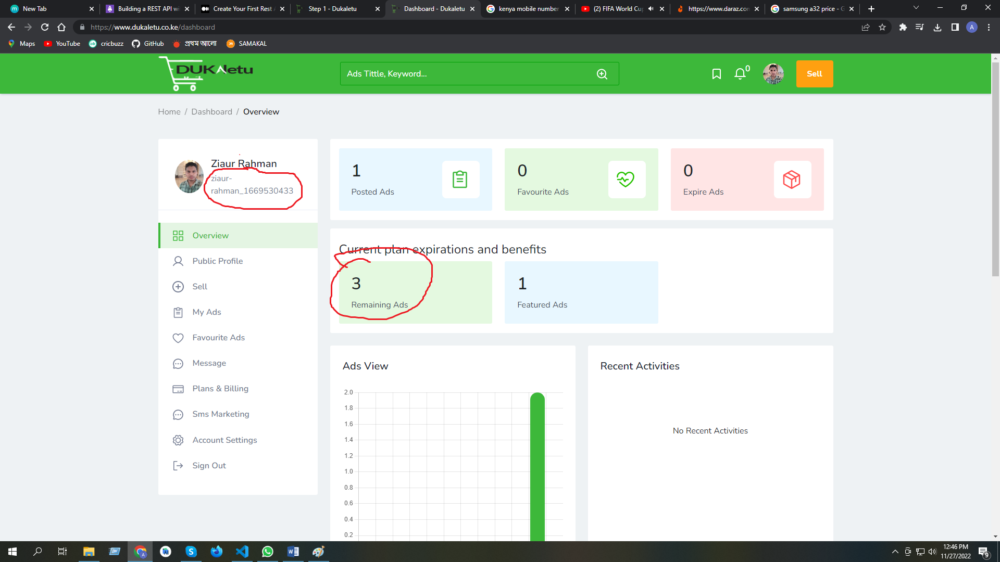 New Tab
Building a REST API wi
Create Your First Rest
Step 1 - Dukaletu
Dashboard - Dukaletu
kenya mobile number
(2) FIFA World Cup
https://www.daraz.com
samsung a32 price - G
https://www.dukaletu.co.ke/dashboard
A
Maps
YouTube
cricbuzz
GitHub
প্রথম আলো
SAMAKAL
DUKAletu
Ads Tittle, Keyword...
0
Sell
Home / Dashboard / Overview
Ziaur Rahman
ziaur-
rahman_1669530433
1
Posted Ads
0
Favourite Ads
0
Expire Ads
Overview
Public Profile
Sell
My Ads
Favourite Ads
Message
Plans & Billing
Sms Marketing
Account Settings
Sign Out
Current plan expirations and benefits
3
Remaining Ads
1
Featured Ads
Ads View
2.0
1.8
1.6
1.4
1.2
1.0
0.8
0.6
0.4
0.2
Recent Activities
No Recent Activities
12:46 PM
11/27/2022
9